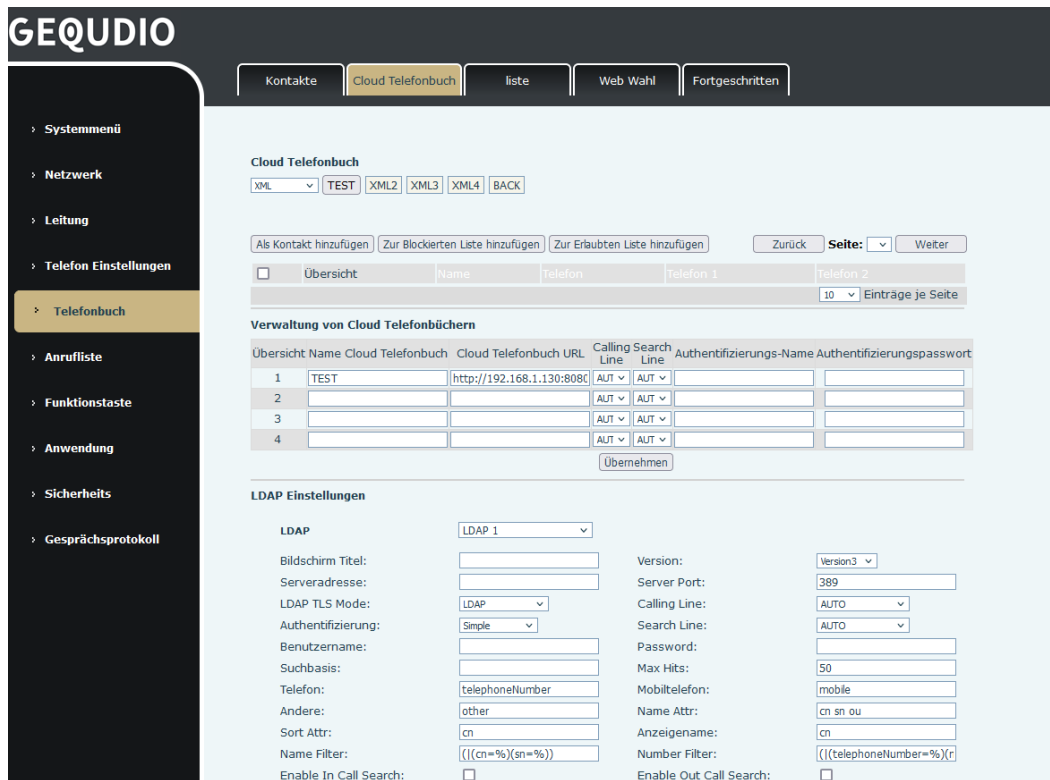 GEQUDIO
Kontakte Cloud Telefonbuch liste Web Wahl Fortgeschritten
› Systemmenü
› Netzwerk
› Leitung
› Telefon Einstellungen
› Telefonbuch
› Anrufliste
› Funktionstaste
› Anwendung
› Sicherheits
› Gesprächsprotokoll
Cloud Telefonbuch
XML TEST XML2 XML3 XML4 BACK
Als Kontakt hinzufügen Zur Blockierten Liste hinzufügen Zur Erlaubten Liste hinzufügen Zurück Seite: Weiter
Übersicht Name Telefon Telefon 1 Telefon 2
10 Einträge je Seite
Verwaltung von Cloud Telefonbüchern
Übersicht Name Cloud Telefonbuch Cloud Telefonbuch URL Calling Line Search Line Authentifizierungs-Name Authentifizierungspasswort
1 TEST http://192.168.1.130:8080 AUT AUT
2 AUT AUT
3 AUT AUT
4 AUT AUT
Übernehmen
LDAP Einstellungen
LDAP LDAP 1
Bildschirm Titel: Version: Version3
Serveradresse: Server Port: 389
LDAP TLS Mode: LDAP Calling Line: AUTO
Authentifizierung: Simple Search Line: AUTO
Benutzername: Password:
Suchbasis: Max Hits: 50
Telefon: telephoneNumber Mobiltelefon: mobile
Andere: other Name Attr: cn sn ou
Sort Attr: cn Anzeigename: cn
Name Filter: (|(cn=%)(sn=%)) Number Filter: (|(telephoneNumber=%)(r
Enable In Call Search: Enable Out Call Search: